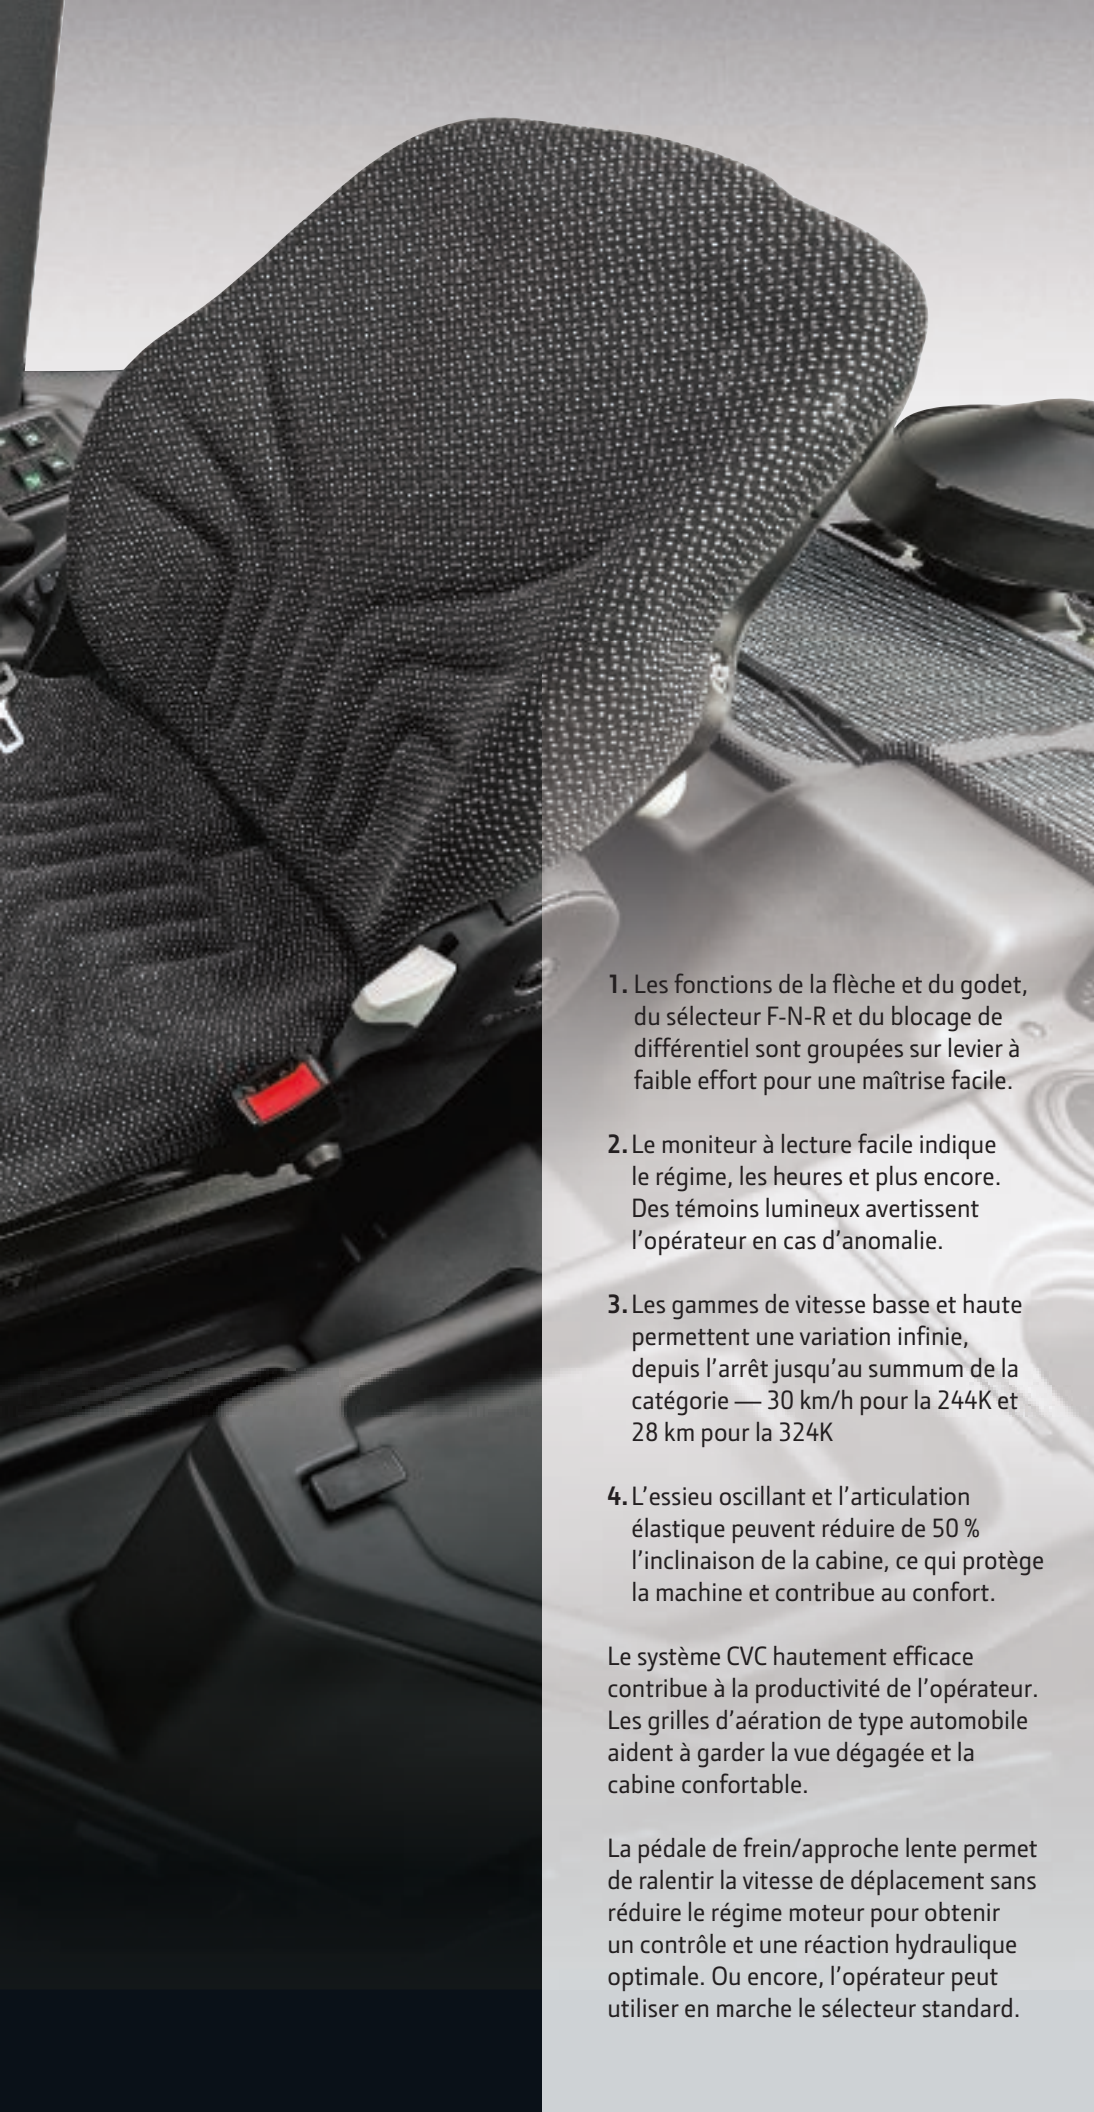 1. Les fonctions de la flèche et du godet,
du sélecteur F-N-R et du blocage de
différentiel sont groupées sur levier à
faible effort pour une maîtrise facile.
2. Le moniteur à lecture facile indique
le régime, les heures et plus encore.
Des témoins lumineux avertissent
l’opérateur en cas d’anomalie.
3. Les gammes de vitesse basse et haute
permettent une variation infinie,
depuis l’arrêt jusqu’au summum de la
catégorie — 30 km/h pour la 244K et
28 km pour la 324K
4. L’essieu oscillant et l’articulation
élastique peuvent réduire de 50 %
l’inclinaison de la cabine, ce qui protège
la machine et contribue au confort.
Le système CVC hautement efficace
contribue à la productivité de l’opérateur.
Les grilles d’aération de type automobile
aident à garder la vue dégagée et la
cabine confortable.
La pédale de frein/approche lente permet
de ralentir la vitesse de déplacement sans
réduire le régime moteur pour obtenir
un contrôle et une réaction hydraulique
optimale. Ou encore, l’opérateur peut
utiliser en marche le sélecteur standard.